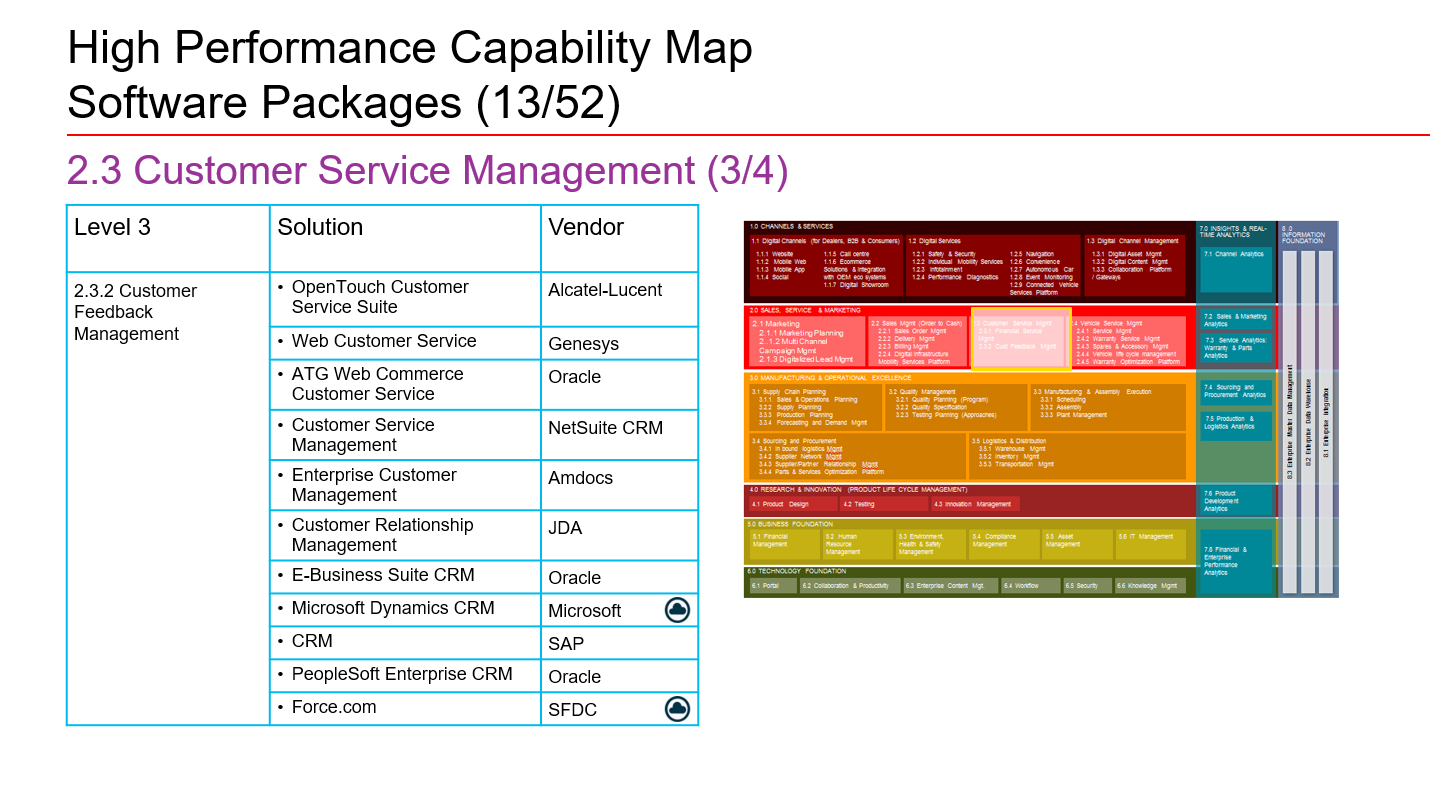 High Performance Capability Map
Software Packages (13/52)
2.3 Customer Service Management (3/4)
Level 3
Solution
Vendor
2.3.2 Customer
Feedback
Management
• OpenTouch Customer
Service Suite
Alcatel-Lucent
• Web Customer Service
Genesys
• ATG Web Commerce
Customer Service
Oracle
• Customer Service
Management
NetSuite CRM
• Enterprise Customer
Management
Amdocs
• Customer Relationship
Management
JDA
• E-Business Suite CRM
Oracle
• Microsoft Dynamics CRM
Microsoft
• CRM
SAP
• PeopleSoft Enterprise CRM
Oracle
• Force.com
SFDC
1.0 CHANNELS & SERVICES
1.1 Digital Channels (for Dealers, B2B & Consumers)
1.1.1 Website
1.1.2 Mobile Web
1.1.3 Mobile App
1.1.4 Social
1.1.5 Call centre
1.1.6 Ecommerce
Solutions & Integration
with OEM eco systems
1.1.7 Digital Showroom
1.2 Digital Services
1.2.1 Safety & Security
1.2.2 Individual Mobility Services
1.2.3 Infotainment
1.2.4 Performance Diagnostics
1.2.5 Navigation
1.2.6 Convenience
1.2.7 Autonomous Car
1.2.8 Event Monitoring
1.2.9 Connected Vehicle
Services Platform
1.3 Digital Channel Management
1.3.1 Digital Asset Mgmt
1.3.2 Digital Content Mgmt
1.3.3 Collaboration Platform
/ Gateways
2.0 SALES, SERVICE & MARKETING
2.1 Marketing
2.1.1 Marketing Planning
2..1.2 Multi Channel
Campaign Mgmt
2.1.3 Digitalized Lead Mgmt
2.2 Sales Mgmt (Order to Cash)
2.2.1 Sales Order Mgmt
2.2.2 Delivery Mgmt
2.2.3 Billing Mgmt
2.2.4 Digital Infrastructure
Mobility Services Platform
Customer Service Mgmt
Financial Service
Mgmt
Cust Feedback Mgmt
2.4 Vehicle Service Mgmt
2.4.1 Service Mgmt
2.4.2 Warranty Service Mgmt
2.4.3 Spares & Accessory Mgmt
2.4.4 Vehicle life cycle management
2.4.5 Warranty Optimization Platform
3.0 MANUFACTURING & OPERATIONAL EXCELLENCE
3.1 Supply Chain Planning
3.1.1 Sales & Operations Planning
3.2.2 Supply Planning
3.3.3 Production Planning
3.3.4 Forecasting and Demand Mgmt
3.2 Quality Management
3.2.1 Quality Planning (Program)
3.2.2 Quality Specification
3.2.3 Testing Planning (Approaches)
3.3 Manufacturing & Assembly Execution
3.3.1 Scheduling
3.3.2 Assembly
3.3.3 Plant Management
3.4 Sourcing and Procurement
3.4.1 In bound logistics Mgmt
3.4.2 Supplier Network Mgmt
3.4.3 Supplier/Partner Relationship Mgmt
3.4.4 Parts & Services Optimization Platform
3.5 Logistics & Distribution
3.5.1 Warehouse Mgmt
3.5.2 Inventory Mgmt
3.5.3 Transportation Mgmt
4.0 RESEARCH & INNOVATION (PRODUCT LIFE CYCLE MANAGEMENT)
4.1 Product Design
4.2 Testing
4.3 Innovation Management
5.0 BUSINESS FOUNDATION
5.1 Financial
Management
5.2 Human
Resource
Management
5.3 Environment,
Health & Safety
Management
5.4 Compliance
Management
5.5 Asset
Management
5.6 IT Management
6.0 TECHNOLOGY FOUNDATION
6.1 Portal
6.2 Collaboration & Productivity
6.3 Enterprise Content Mgt.
6.4 Workflow
6.5 Security
6.6 Knowledge Mgmt
7.0 INSIGHTS & REAL-
TIME ANALYTICS
7.1 Channel Analytics
7.2 Sales & Marketing
Analytics
7.3 Service Analytics:
Warranty & Parts
Analytics
7.4 Sourcing and
Procurement Analytics
7.5 Production &
Logistics Analytics
7.6 Product
Development
Analytics
7.8 Financial &
Enterprise
Performance
Analytics
8.0
INFORMATION
FOUNDATION
8.3 Enterprise Master Data Management
8.2 Enterprise Data Warehouse
8.1 Enterprise Integration